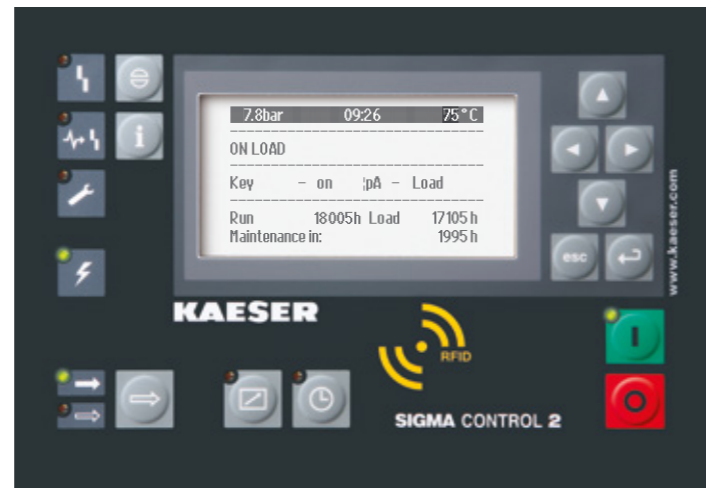 7.8bar 09:26 75°C
ON LOAD
Key – on ¦pA – Load
Run 18005h Load 17105h
Maintenance in: 1995h
i
esc
www.kaeser.com
KAESER
RFID
I
O
SIGMA CONTROL 2